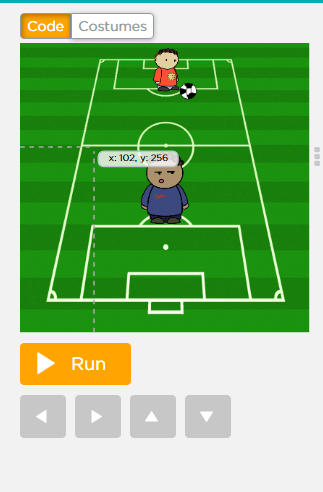 Code Costumes
x: 102, y: 256
Run